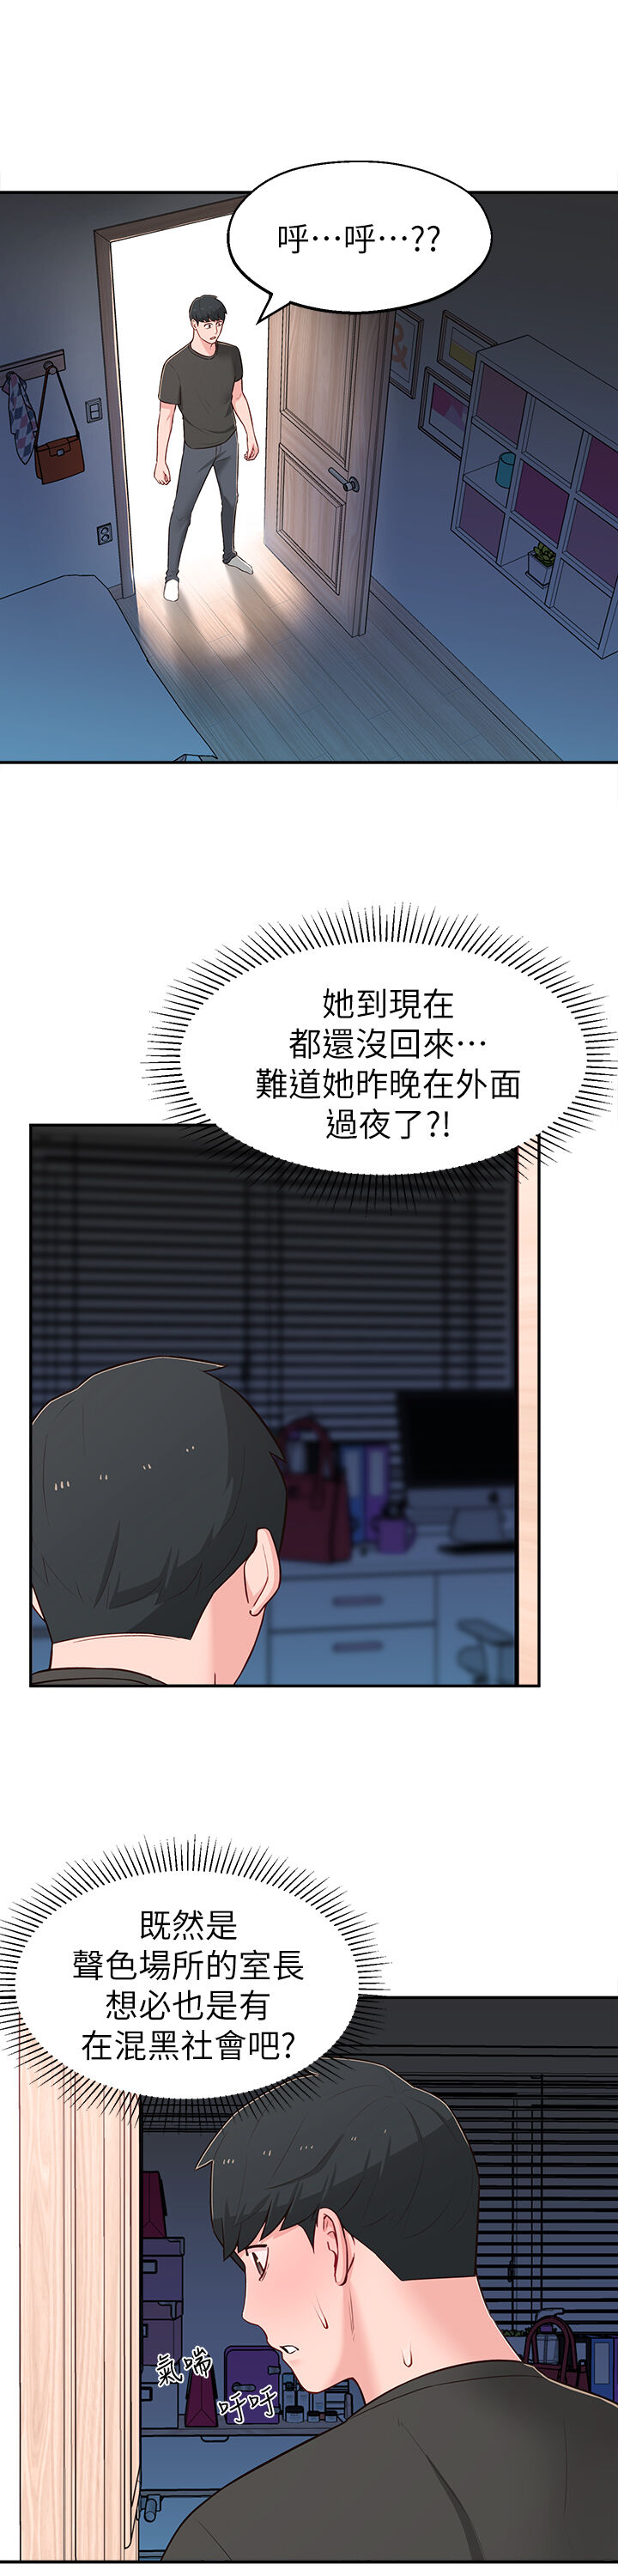 呼…呼…??
她到現在
都還沒回來…
難道她昨晚在外面
過夜了?!
既然是
聲色場所的室長
想必也是有
在混黑社會吧?
氣喘
吁吁